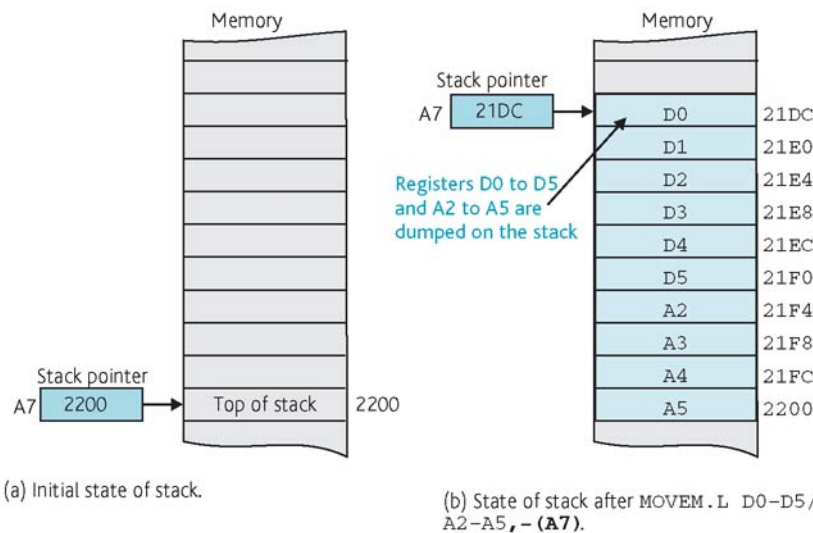 Memory
Stack pointer
A7 2200
Top of stack 2200
(a) Initial state of stack.
Memory
Stack pointer
A7 21DC
Registers D0 to D5
and A2 to A5 are
dumped on the stack
D0 21DC
D1 21E0
D2 21E4
D3 21E8
D4 21EC
D5 21F0
A2 21F4
A3 21F8
A4 21FC
A5 2200
(b) State of stack after MOVEM.L D0-D5/
A2-A5,-(A7).